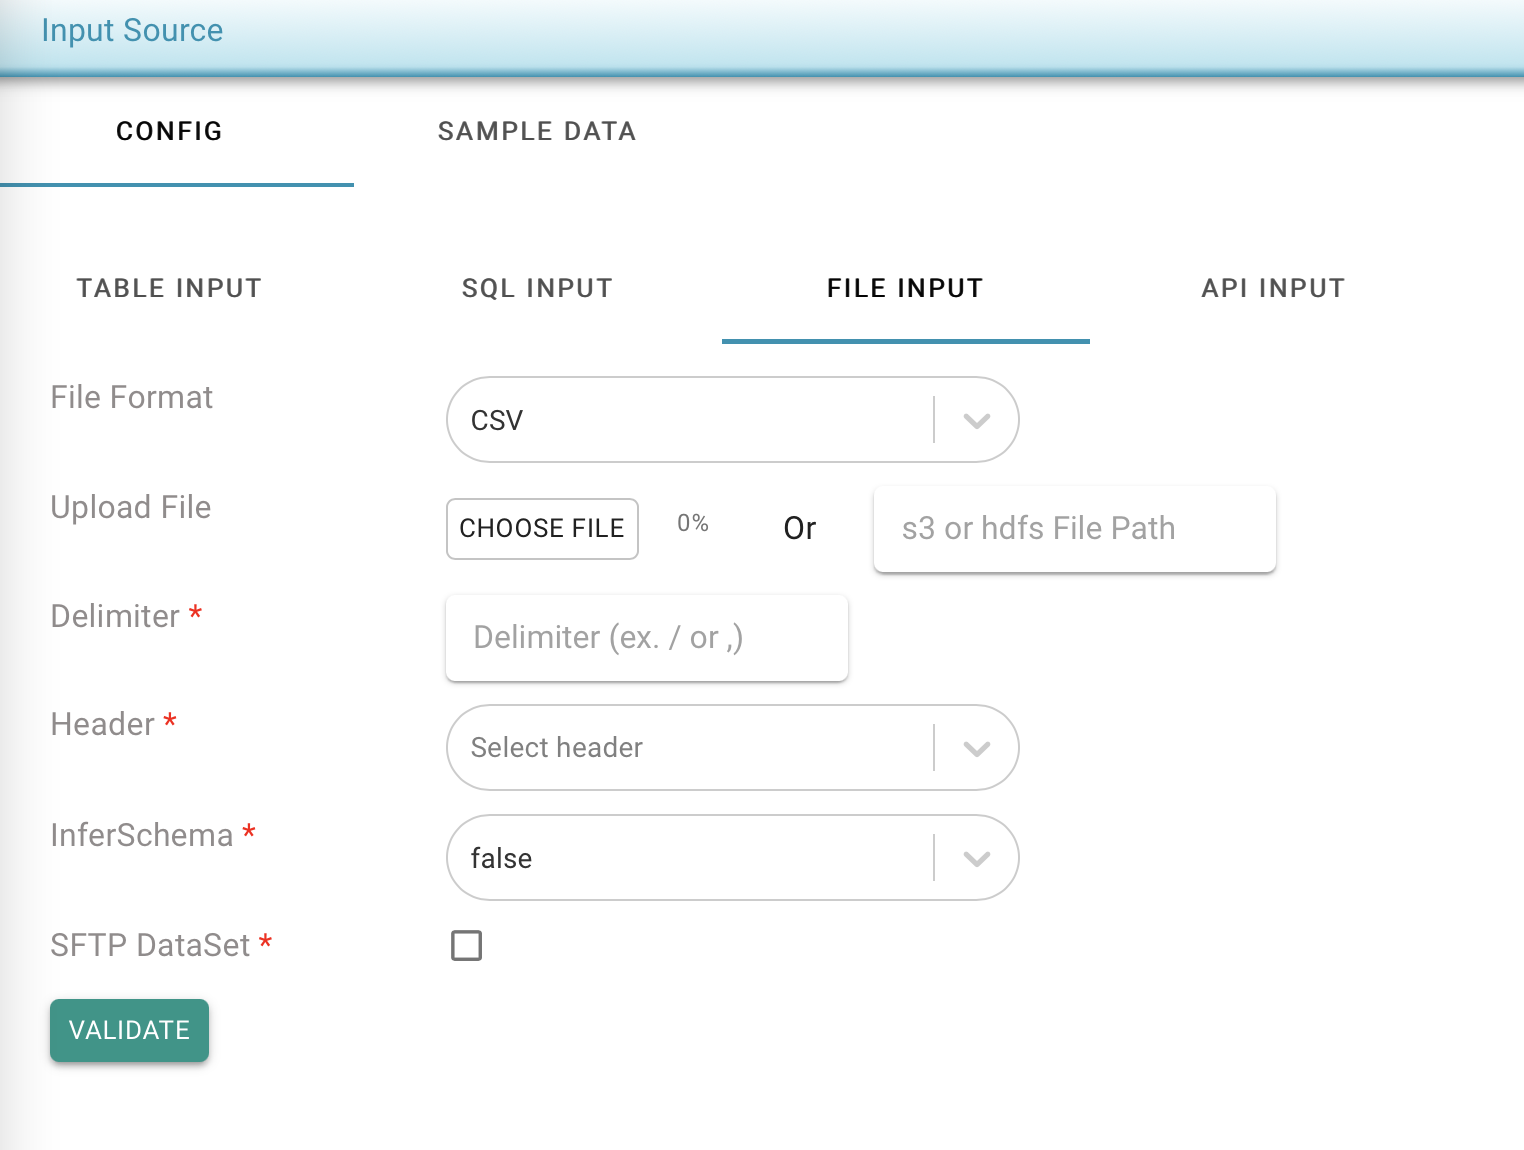 Input Source
CONFIG SAMPLE DATA
TABLE INPUT SQL INPUT FILE INPUT API INPUT
File Format CSV
Upload File CHOOSE FILE 0% Or s3 or hdfs File Path
Delimiter * Delimiter (ex. / or ,)
Header * Select header
InferSchema * false
SFTP DataSet *
VALIDATE